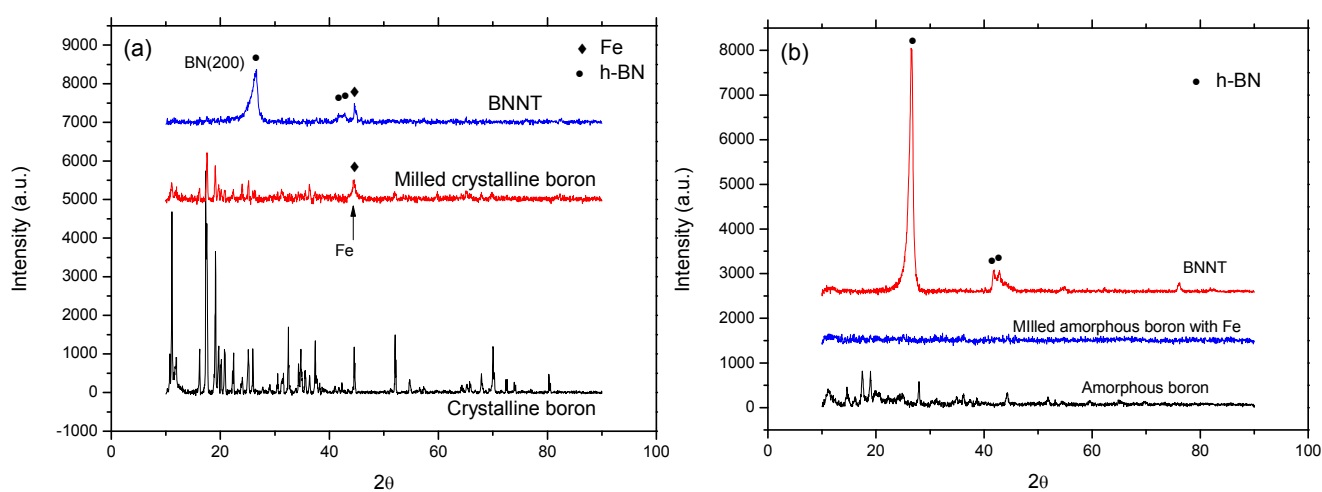 (a)
Fe
h-BN
BN(200)
BNNT
Milled crystalline boron
Fe
Crystalline boron
9000
8000
7000
6000
5000
4000
3000
2000
1000
0
-1000
0 20 40 60 80 100
Intensity (a.u.)
2θ
(b)
h-BN
BNNT
MIlled amorphous boron with Fe
Amorphous boron
8000
7000
6000
5000
4000
3000
2000
1000
0
0 20 40 60 80 100
Intensity (a.u.)
2θ